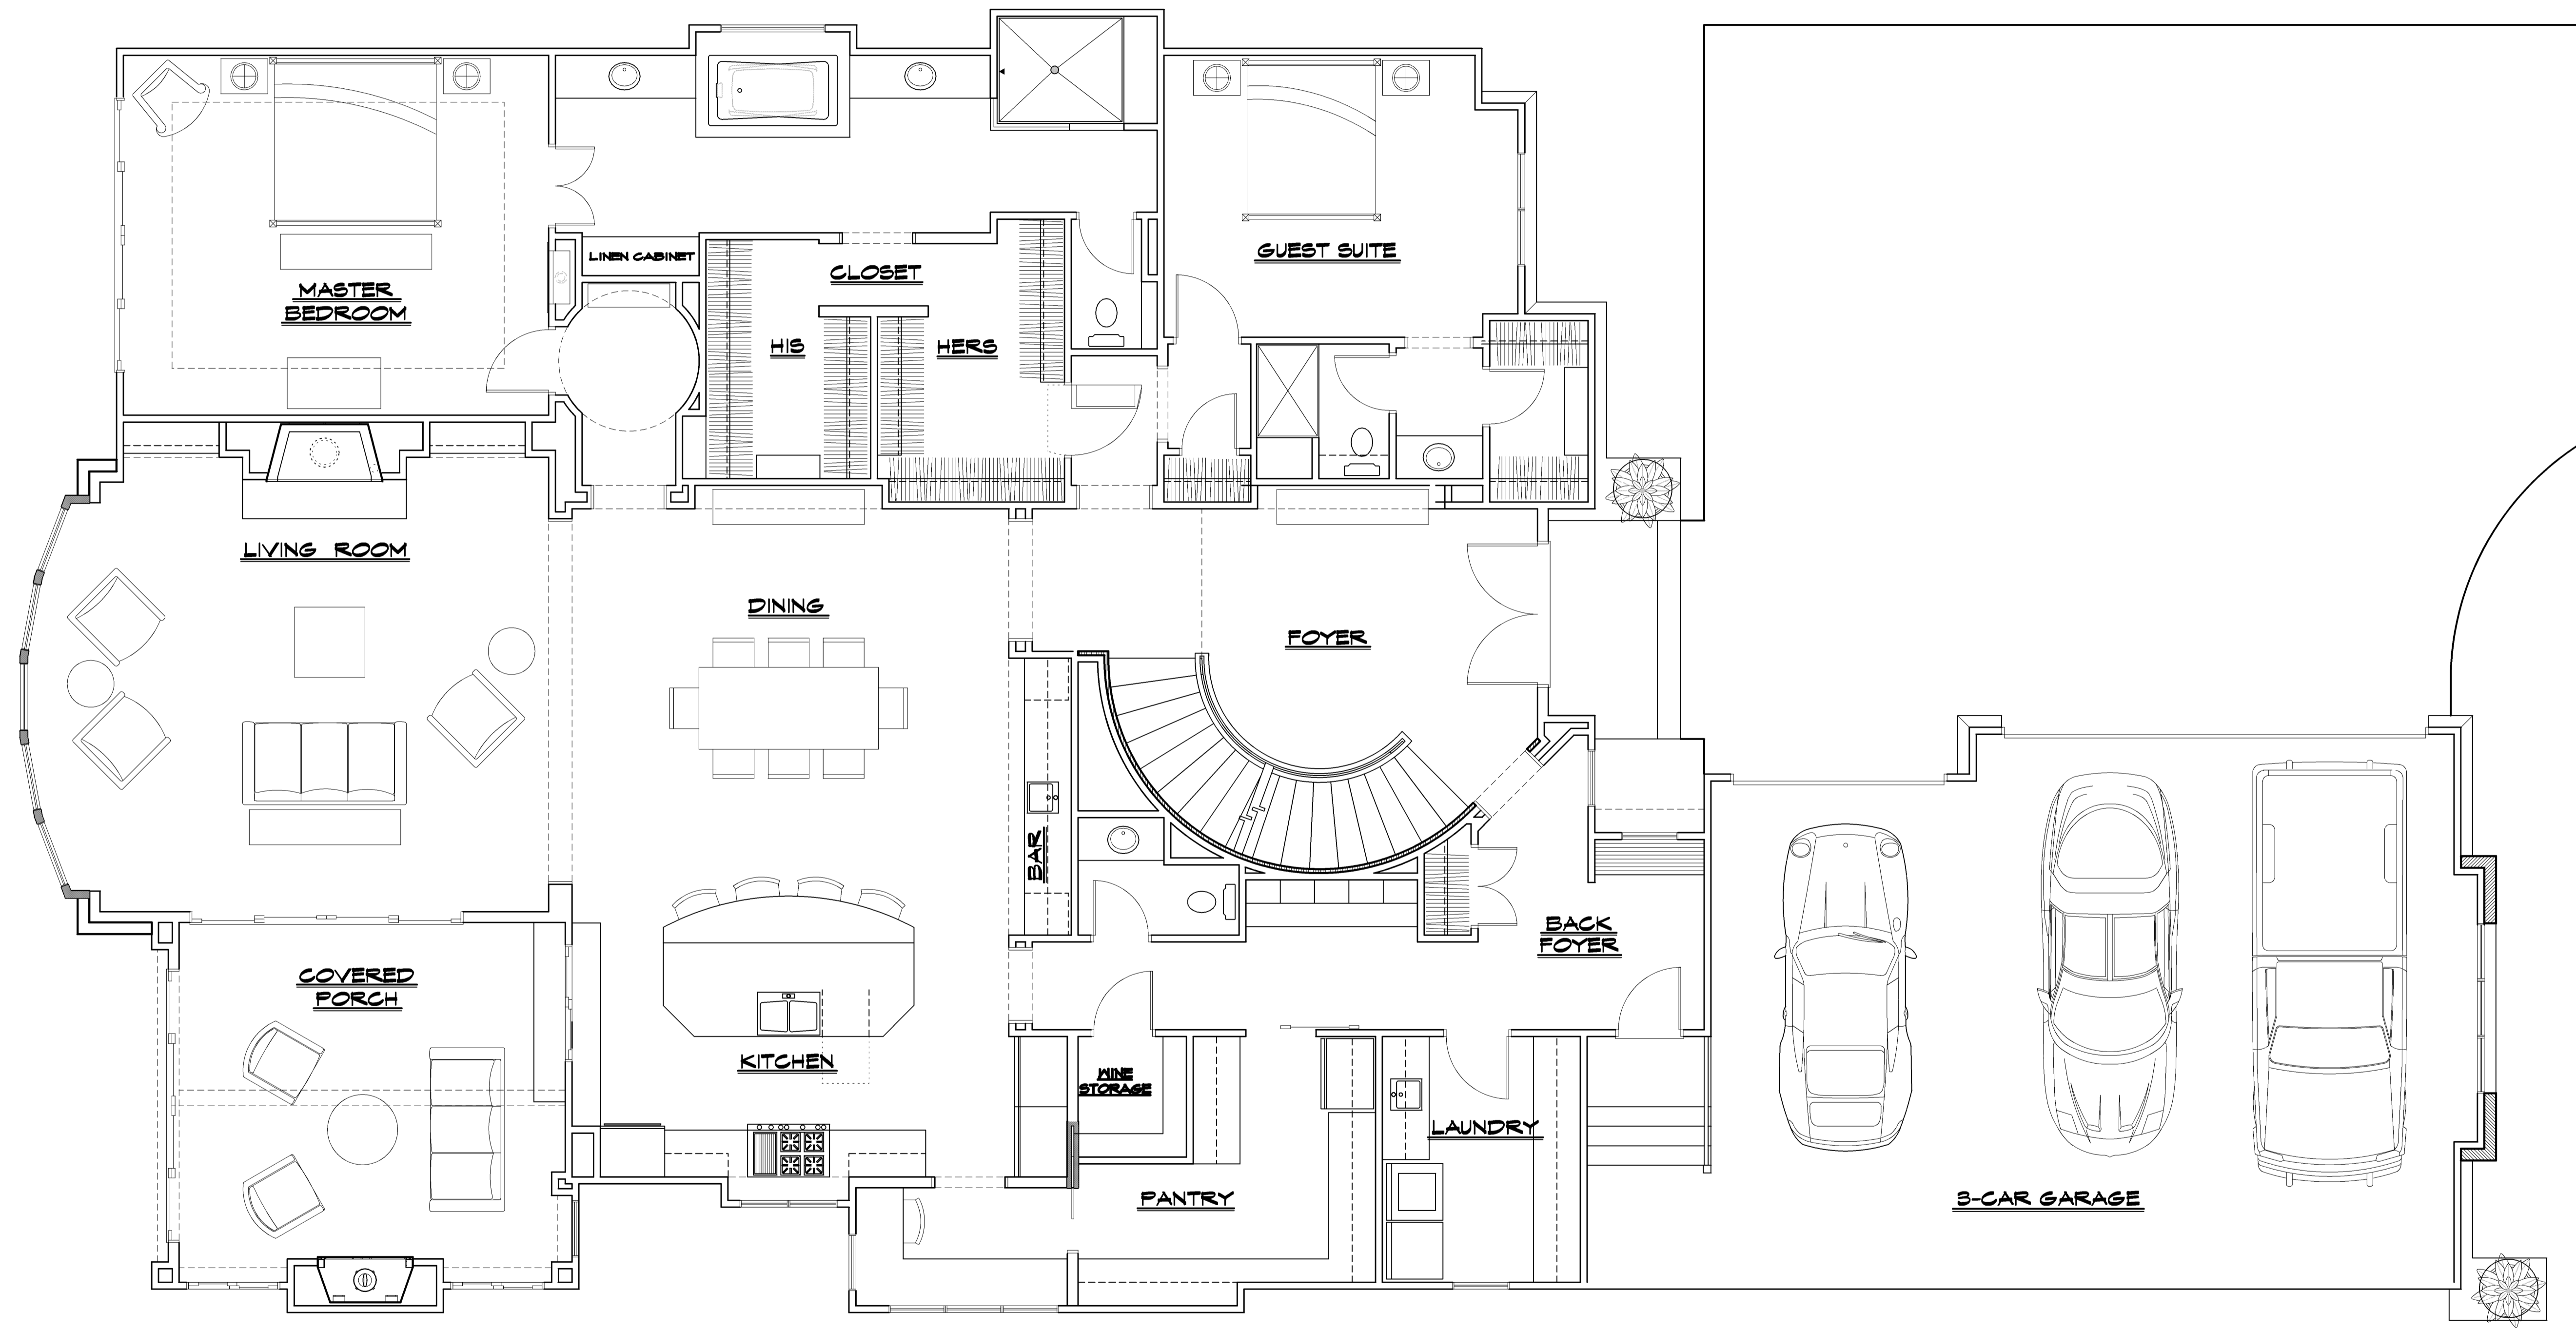 MASTER
BEDROOM
LINEN CABINET
CLOSET
HIS
HERS
GUEST SUITE
LIVING ROOM
DINING
FOYER
BAR
COVERED
PORCH
KITCHEN
WINE
STORAGE
BACK
FOYER
LAUNDRY
PANTRY
3-CAR GARAGE